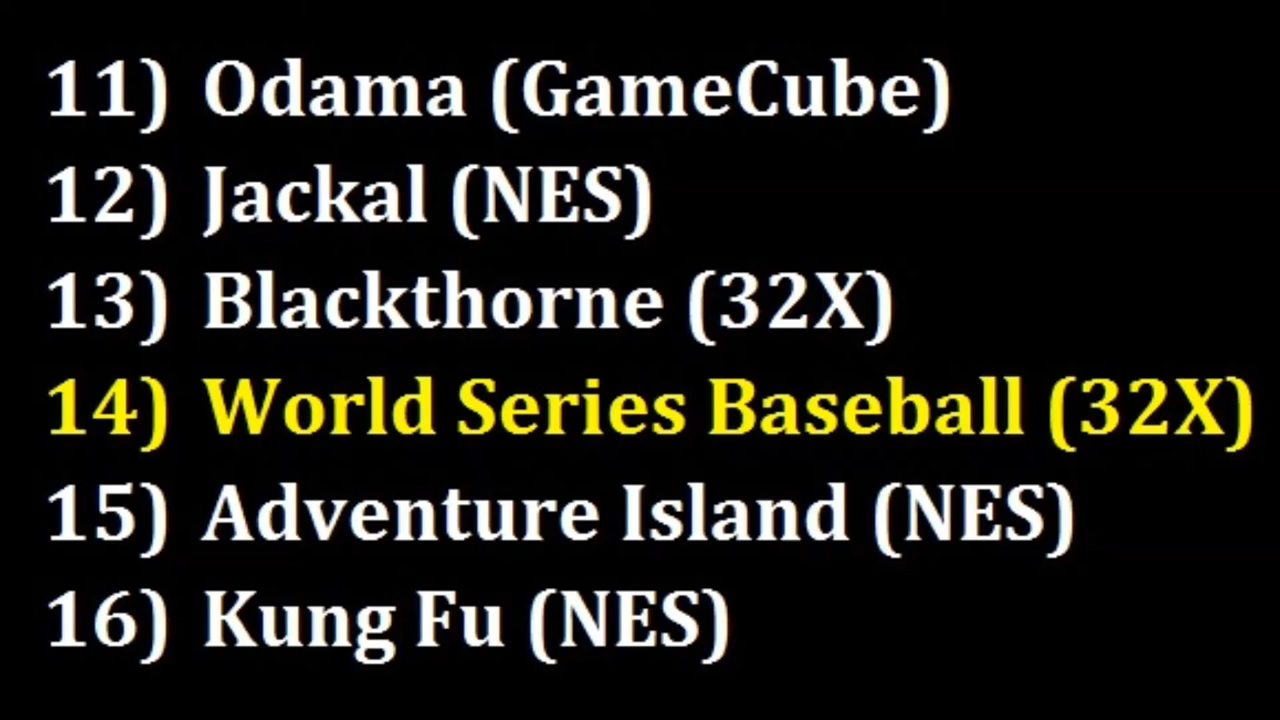 11) Odama (GameCube)
12) Jackal (NES)
13) Blackthorne (32X)
14) World Series Baseball (32X)
15) Adventure Island (NES)
16) Kung Fu (NES)